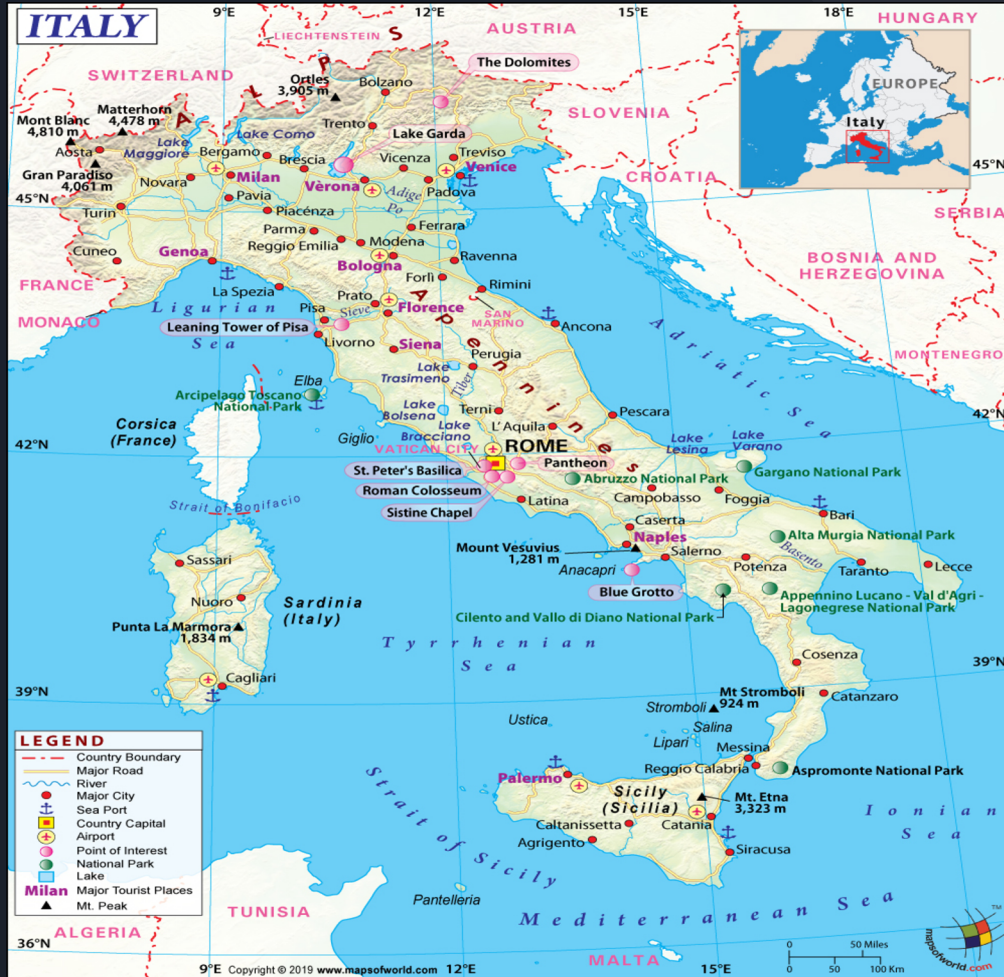 ITALY
9°E
12°E
15°E
18°E
HUNGARY
LIECHTENSTEIN
AUSTRIA
ALPS
SWITZERLAND
The Dolomites
Ortles
3,905 m
Bolzano
EUROPE
Italy
SLOVENIA
Matterhorn
4,478 m
Mont Blanc
4,810 m
Trento
Lake Garda
Lake Como
Lake
Maggiore
Aosta
Bergamo
Brescia
Vicenza
Treviso
Venice
45°N
Gran Paradiso
4,061 m
Novara
Milan
Vèrona
Padova
CROATIA
Adige
Po
45°N
Pavia
Turin
Piacénza
SERBIA
Parma
Ferrara
Reggio Emilia
Modena
Cuneo
Genoa
Bologna
Ravenna
BOSNIA AND
HERZEGOVINA
FRANCE
La Spezia
Forlì
Rimini
Prato
Florence
Apennines
MONACO
Ligurian
Sea
Pisa
Sieve
SAN
MARINO
Leaning Tower of Pisa
Livorno
Siena
Ancona
Adriatic Sea
MONTENEGRO
Perugia
Lake
Trasimeno
Tiber
Elba
Arcipelago Toscano
National Park
Lake
Bolsena
Terni
Pescara
42°N
Corsica
(France)
L'Aquila
Giglio
Lake
Bracciano
42°N
VATICAN CITY
ROME
Lake
Lesina
Lake
Varano
St. Peter's Basilica
Pantheon
Gargano National Park
Abruzzo National Park
Roman Colosseum
Campobasso
Foggia
Latina
Sistine Chapel
Strait of Bonifacio
Bari
Caserta
Naples
Alta Murgia National Park
Mount Vesuvius
1,281 m
Salerno
Basento
Sassari
Potenza
Taranto
Lecce
Anacapri
Blue Grotto
Appennino Lucano - Val d'Agri -
Lagonegrese National Park
Nuoro
Sardinia
(Italy)
Cilento and Vallo di Diano National Park
Punta La Marmora
1,834 m
Tyrrhenian
Sea
Cosenza
39°N
Cagliari
39°N
Mt Stromboli
924 m
Stromboli
Catanzaro
Ustica
Salina
Lipari
Messina
Reggio Calabria
Aspromonte National Park
Palermo
Sicily
(Sicilia)
Mt. Etna
3,323 m
Ionian
Sea
Caltanissetta
Catania
Agrigento
Siracusa
Strait of Sicily
Pantelleria
Mediterranean Sea
LEGEND
Country Boundary
Major Road
River
Major City
Sea Port
Country Capital
Airport
Point of Interest
National Park
Lake
Milan Major Tourist Places
Mt. Peak
TUNISIA
ALGERIA
36°N
MALTA
9°E
Copyright © 2019 www.mapsofworld.com
12°E
15°E
0 50 Miles
0 50 100 Km
mapsofworld.com
TM